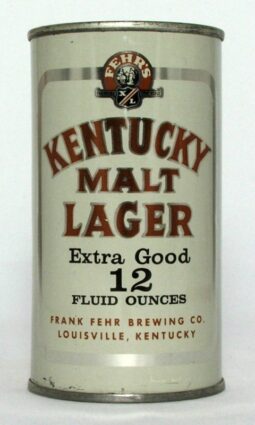 FEHR'S
XL
KENTUCKY
MALT
LAGER
Extra Good
12
FLUID OUNCES
FRANK FEHR BREWING CO.
LOUISVILLE, KENTUCKY